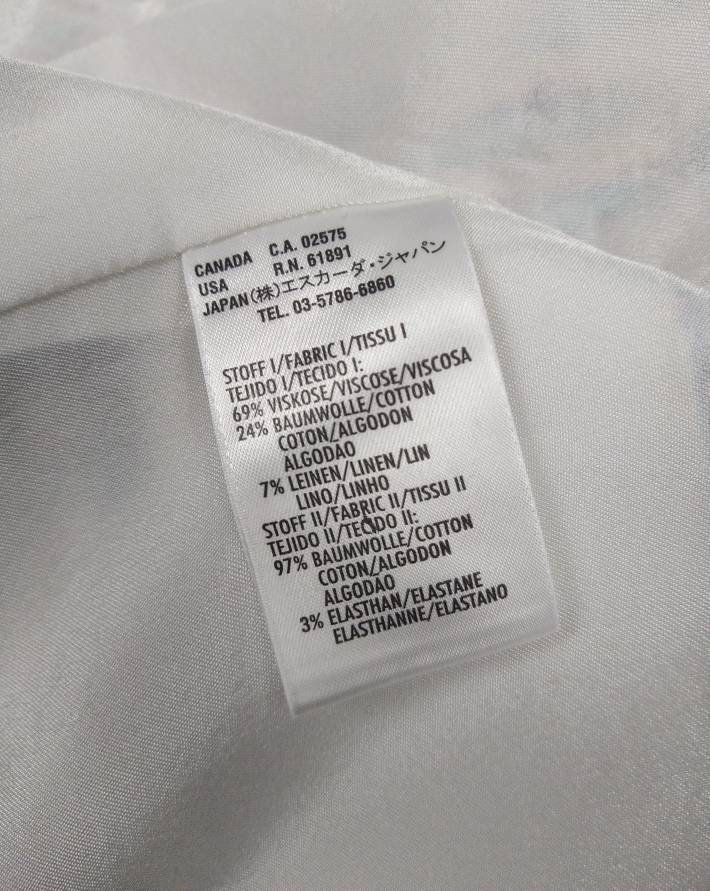 CANADA C.A. 02575
USA R.N. 61891
JAPAN(株)エスカーダ・ジャパン
TEL. 03-5786-6860
STOFF I/FABRIC I/TISSU I
TEJIDO I/TECIDO I:
69% VISKOSE/VISCOSE/VISCOSA
24% BAUMWOLLE/COTTON
COTON/ALGODON
ALGODÃO
7% LEINEN/LINEN/LIN
LINO/LINHO
STOFF II/FABRIC II/TISSU II
TEJIDO II/TECIDO II:
97% BAUMWOLLE/COTTON
COTON/ALGODON
ALGODÃO
3% ELASTHAN/ELASTANE
ELASTHANNE/ELASTANO